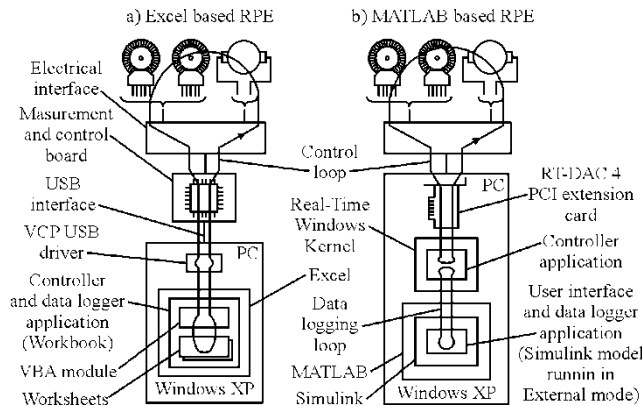 a) Excel based RPE
b) MATLAB based RPE
Electrical
interface
Masurement
and control
board
USB
interface
VCP USB
driver
Controller
and data logger
application
(Workbook)
VBA module
Worksheets
PC
Excel
Windows XP
Control
loop
Real-Time
Windows
Kernel
Data
logging
loop
MATLAB
Simulink
PC
RT-DAC 4
PCI extension
card
Controller
application
User interface
and data logger
application
(Simulink model
runnin in
External mode)
Windows XP